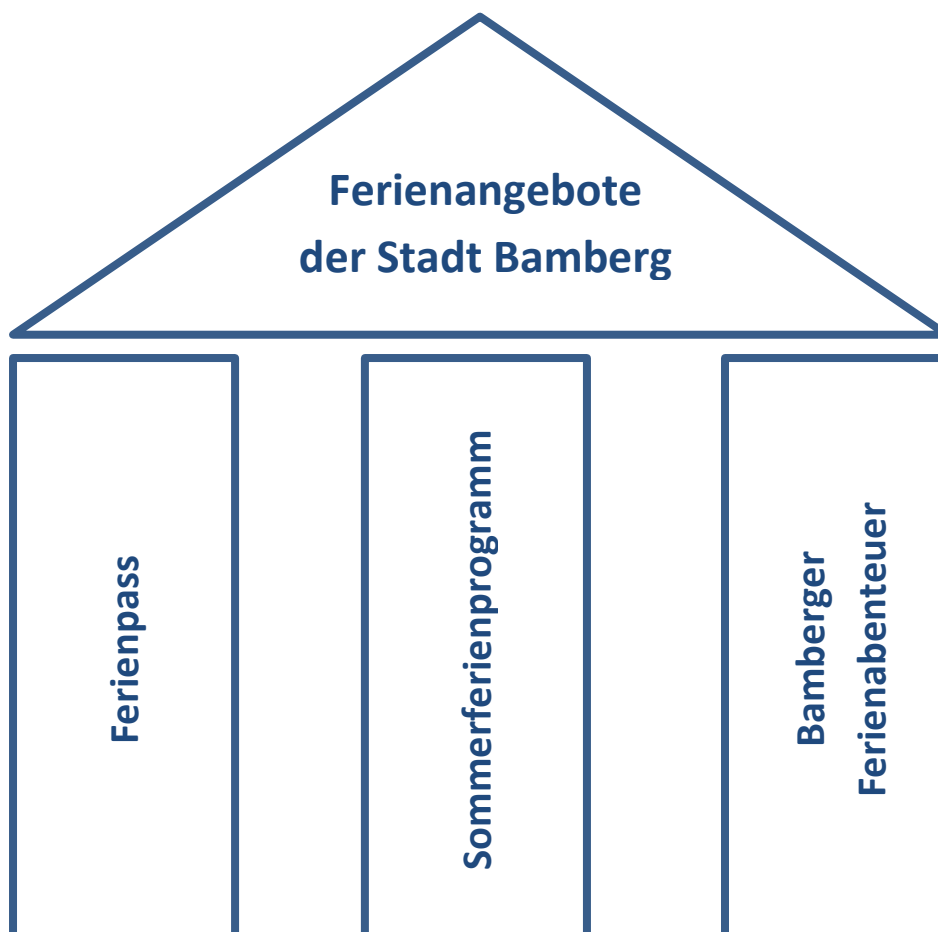 Ferienangebote
der Stadt Bamberg
Ferienpass
Sommerferienprogramm
Bamberger
Ferienabenteuer